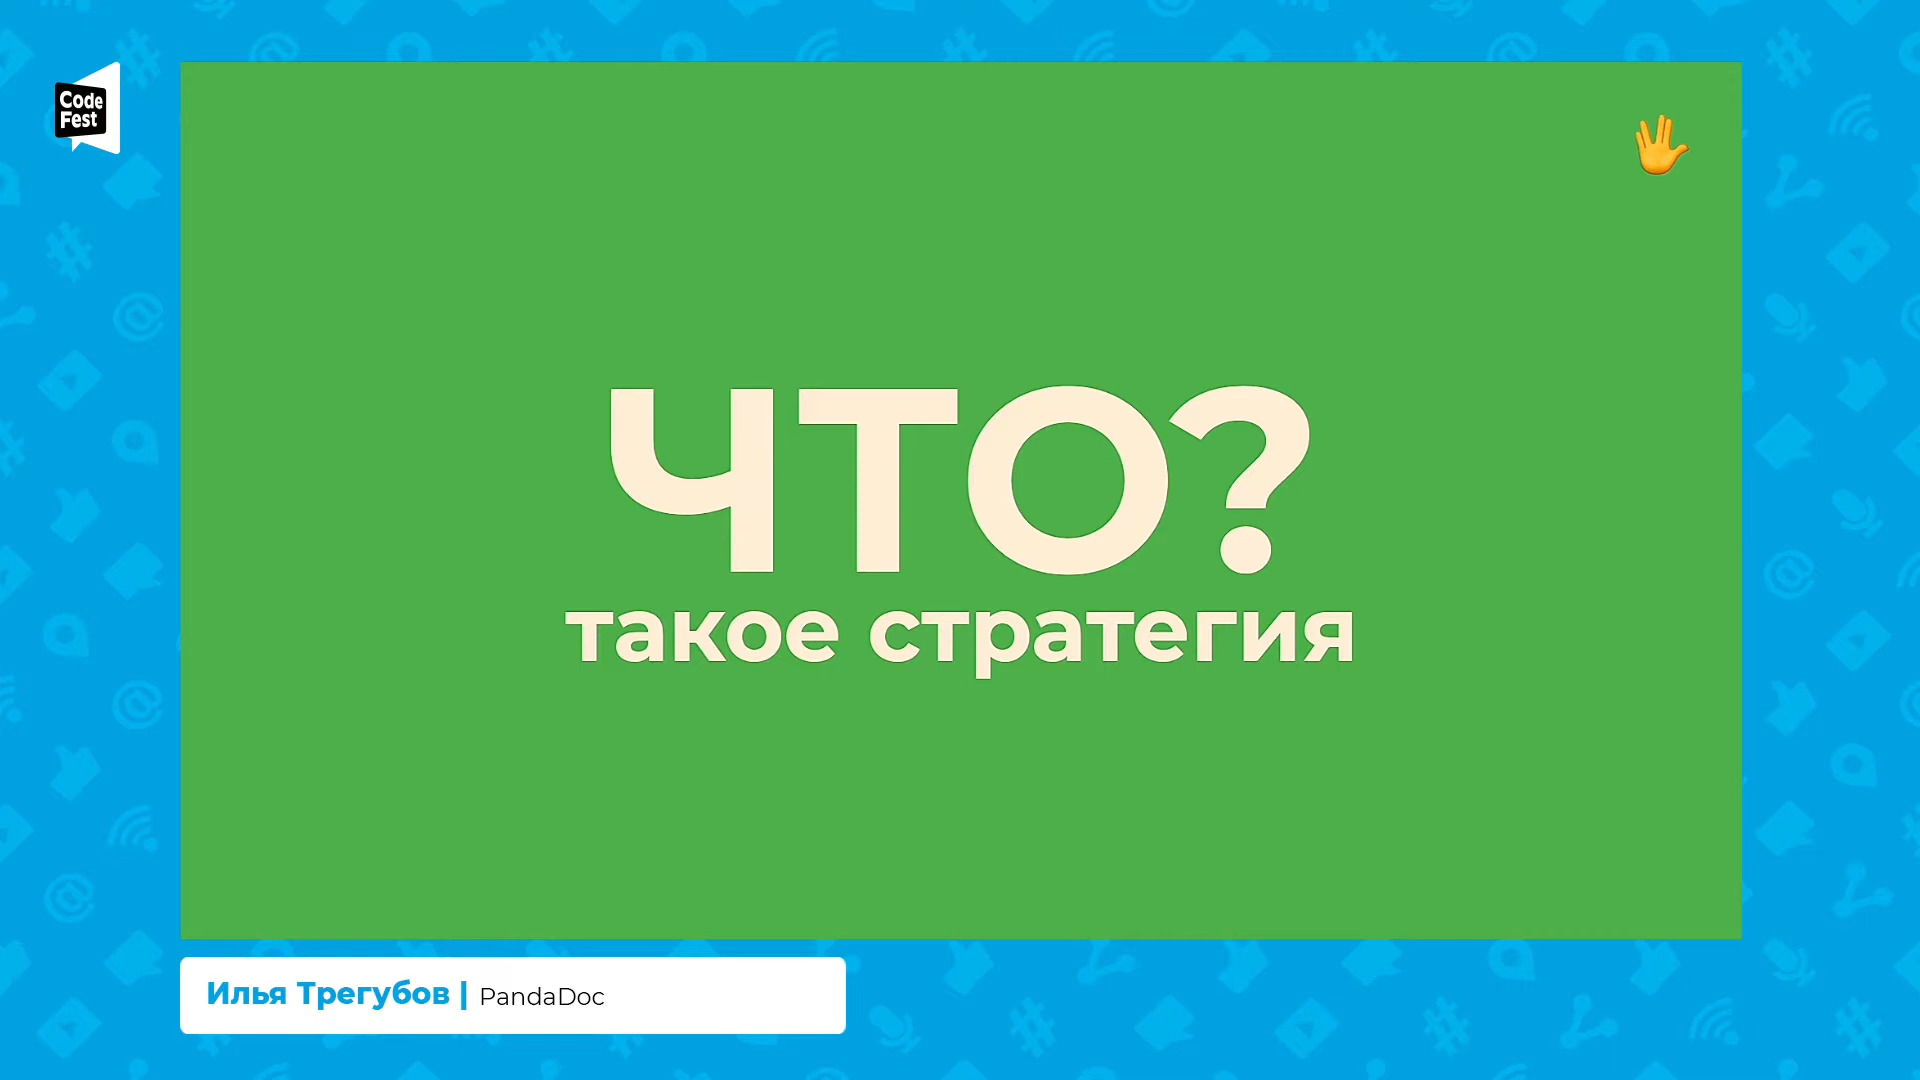 Code
Fest
ЧТО?
такое стратегия
Илья Трегубов | PandaDoc